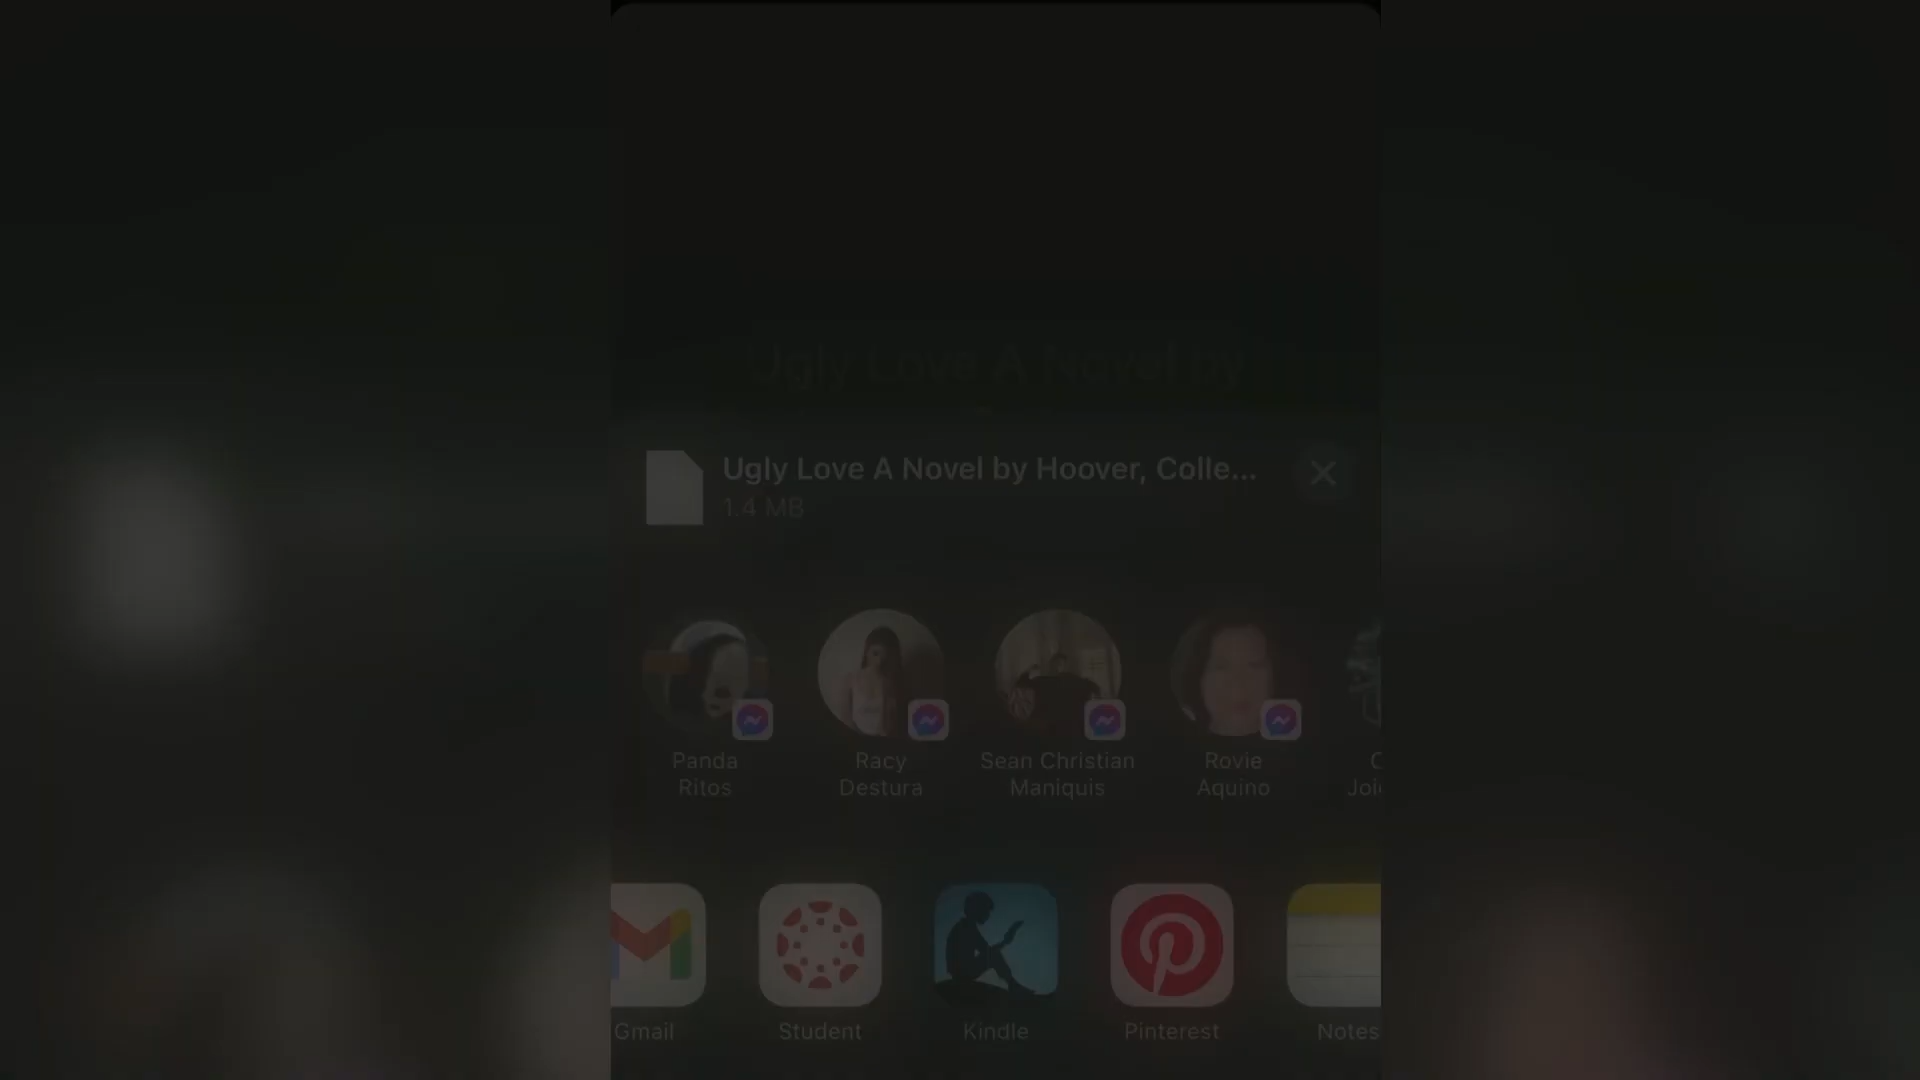 Ugly Love A Novel by
Ugly Love A Novel by Hoover, Colle...
1.4 MB
Panda
Ritos
Racy
Destura
Sean Christian
Maniquis
Rovie
Aquino
Gmail
Student
Kindle
Pinterest
Notes